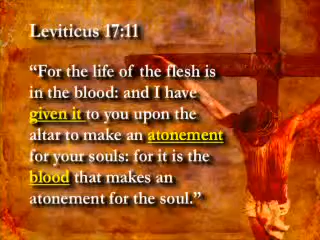 Leviticus 17:11
“For the life of the flesh is
in the blood: and I have
given it to you upon the
altar to make an atonement
for your souls: for it is the
blood that makes an
atonement for the soul.”